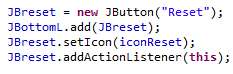 JBreset = new JButton("Reset");
JBottomL.add(JBreset);
JBreset.setIcon(iconReset);
JBreset.addActionListener(this);